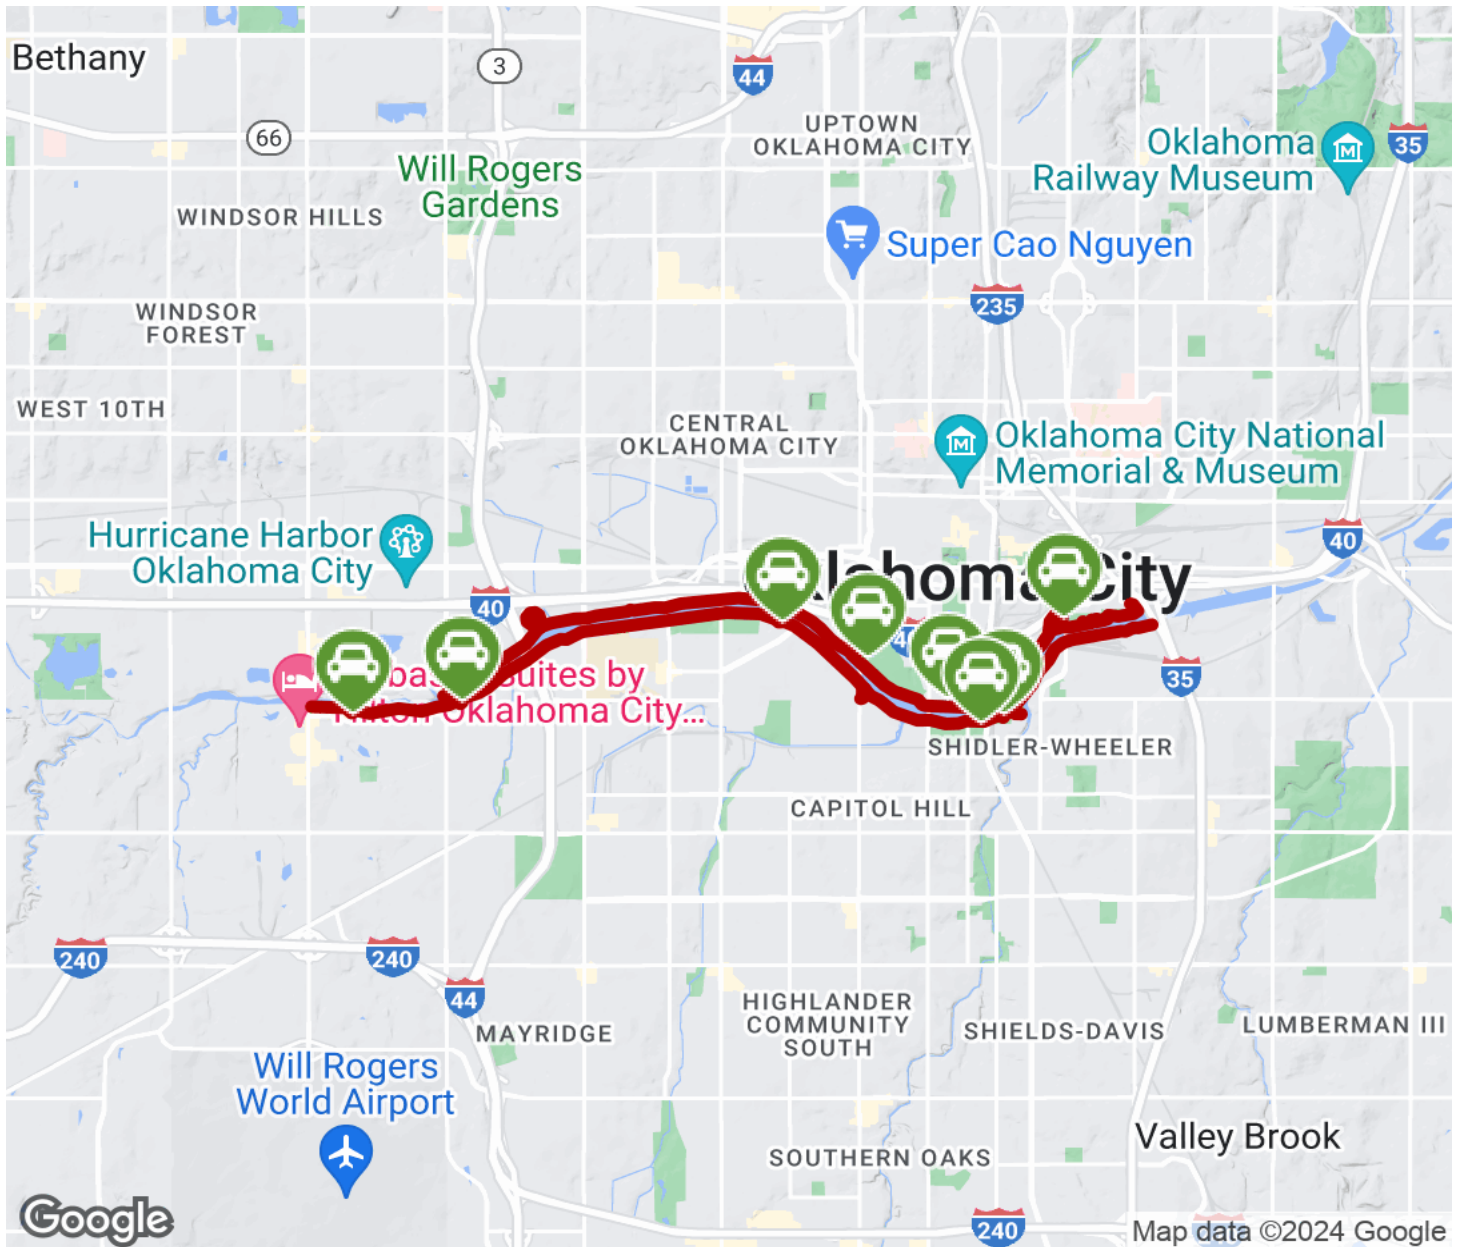 Bethany
3
44
66
UPTOWN
OKLAHOMA CITY
Oklahoma
Railway Museum
35
Will Rogers
Gardens
WINDSOR HILLS
Super Cao Nguyen
235
WINDSOR
FOREST
WEST 10TH
CENTRAL
OKLAHOMA CITY
Oklahoma City National
Memorial & Museum
Hurricane Harbor
Oklahoma City
40
40
City
35
suites by
Oklahoma City...
SHIDLER-WHEELER
CAPITOL HILL
240
240
44
MAYRIDGE
HIGHLANDER
COMMUNITY
SOUTH
SHIELDS-DAVIS
LUMBERMAN III
Will Rogers
World Airport
Valley Brook
SOUTHERN OAKS
240
Google
Map data ©2024 Google